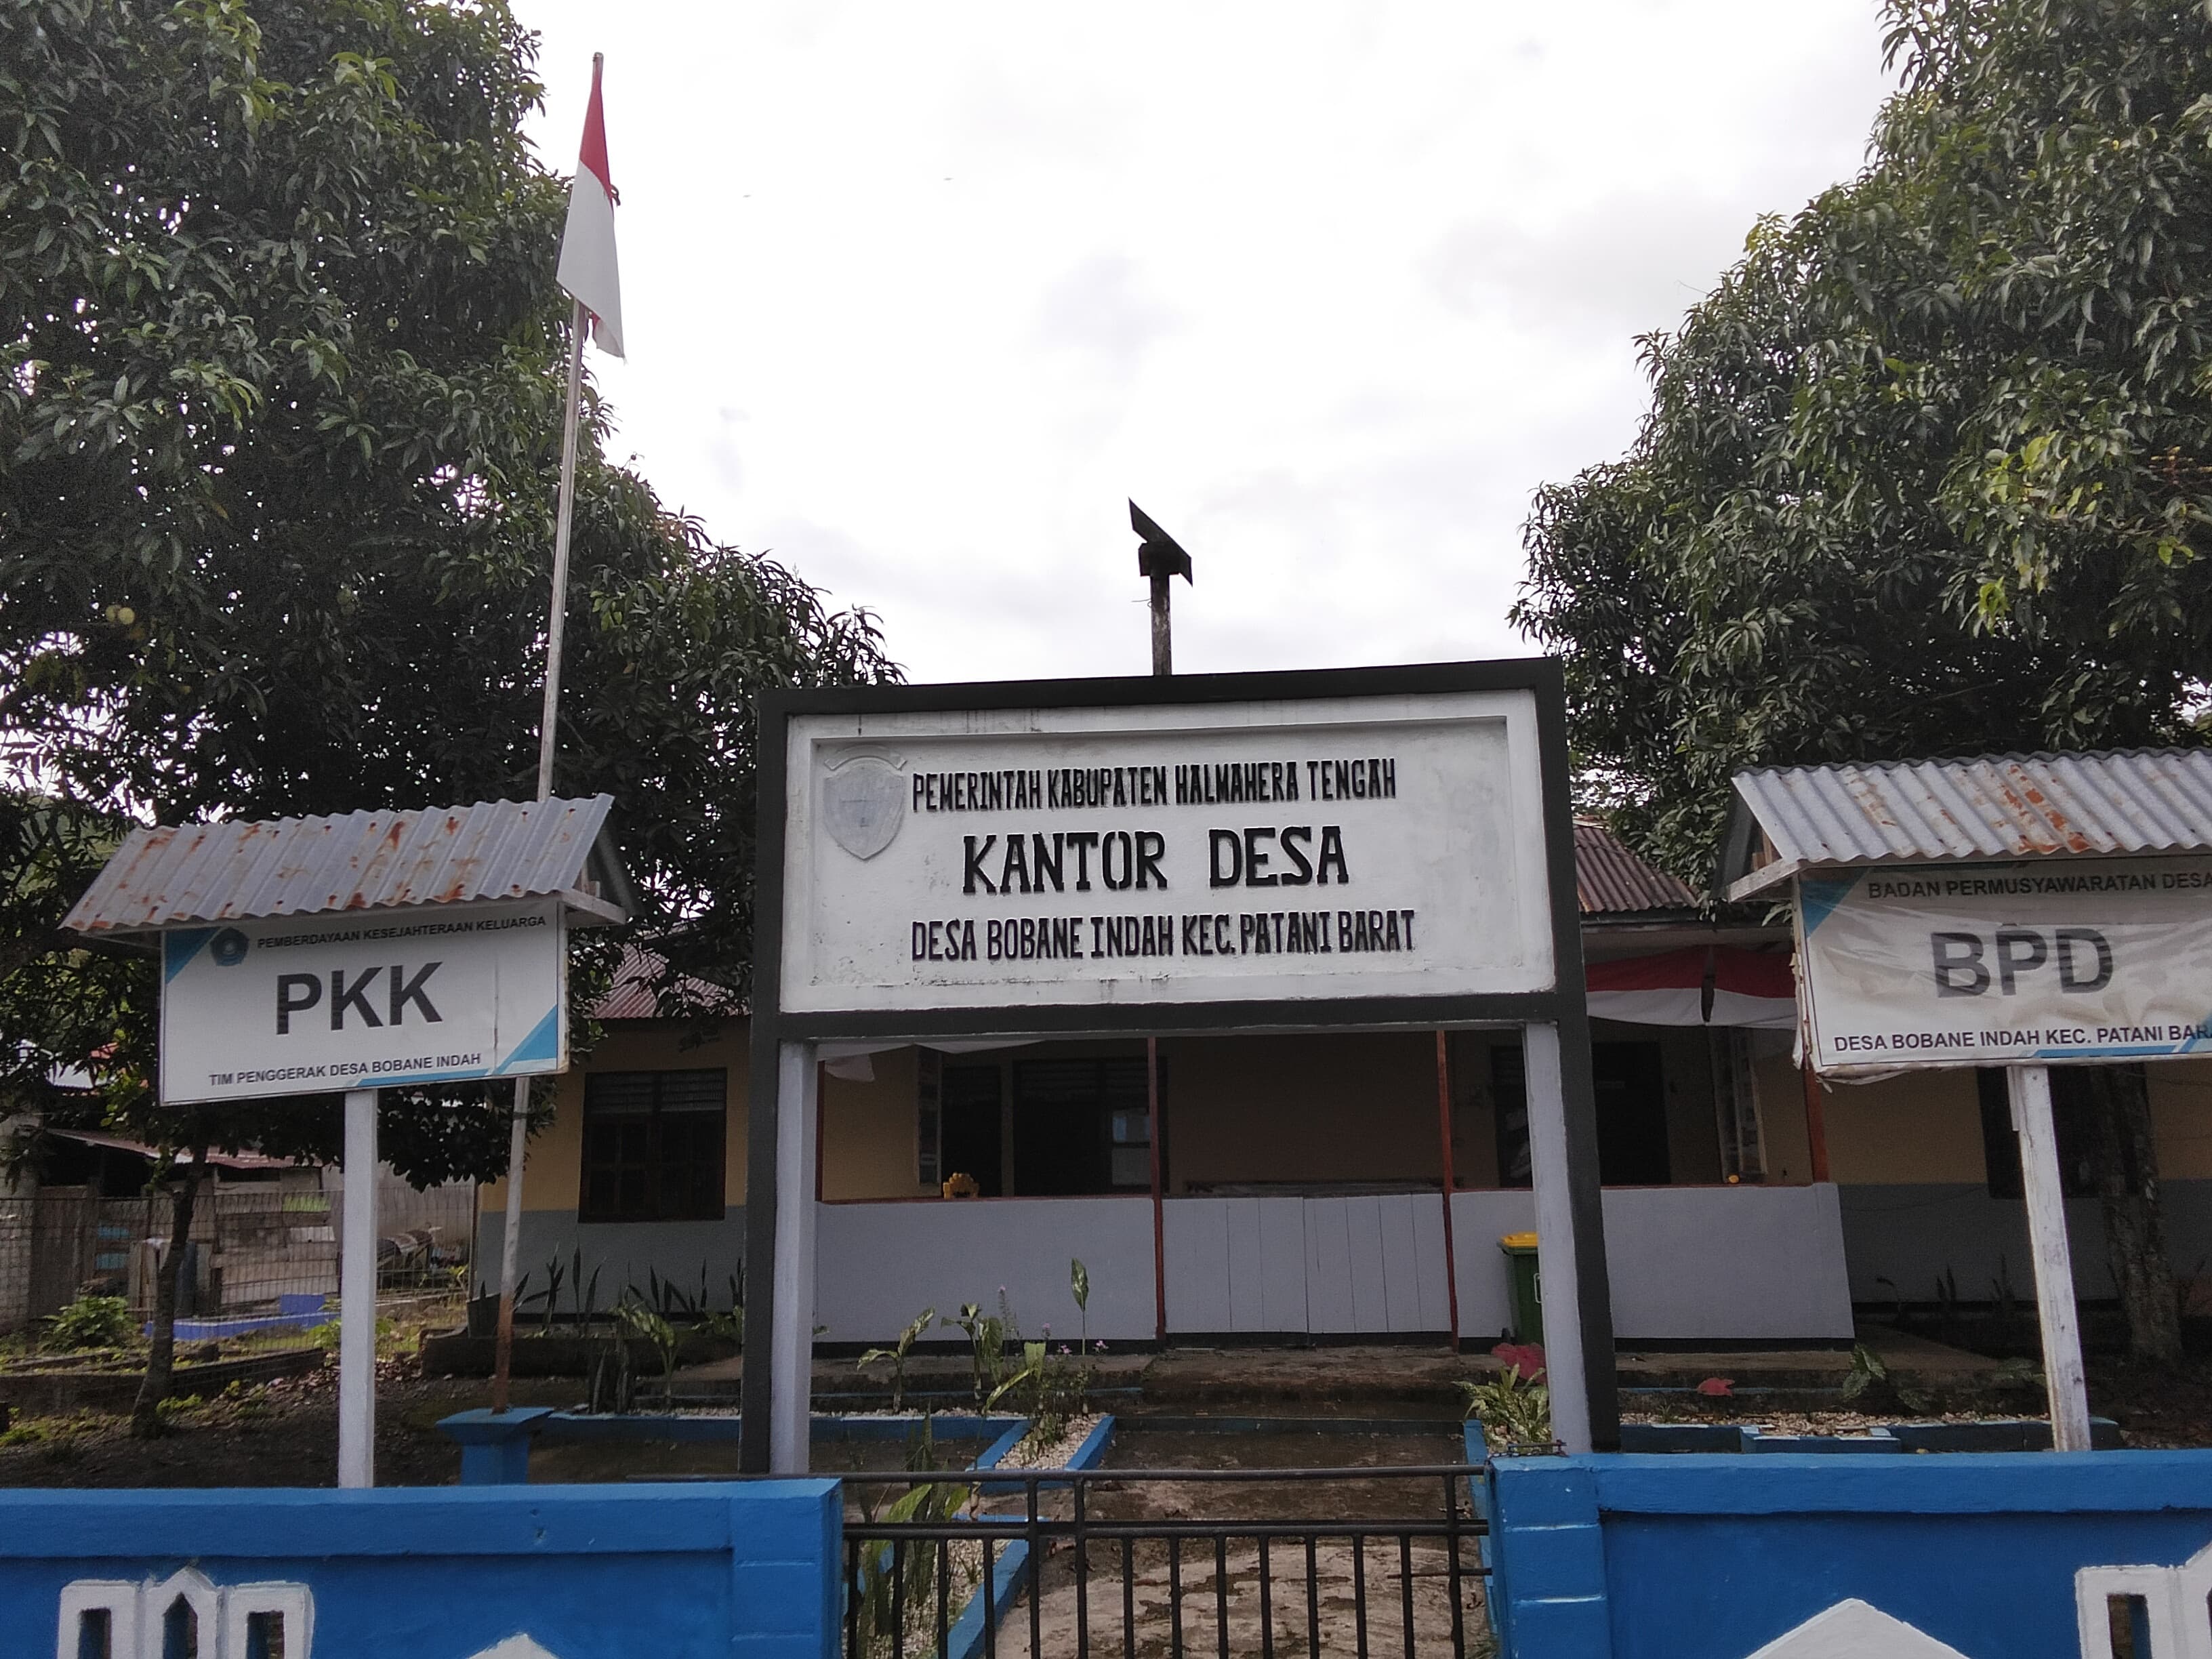 PEMBERDAYAAN KESEJAHTERAAN KELUARGA
PKK
TIM PENGGERAK DESA BOBANE INDAH
PEMERINTAH KABUPATEN HALMAHERA TENGAH
KANTOR DESA
DESA BOBANE INDAH KEC. PATANI BARAT
BADAN PERMUSYAWARATAN DESA
BPD
DESA BOBANE INDAH KEC. PATANI BAR